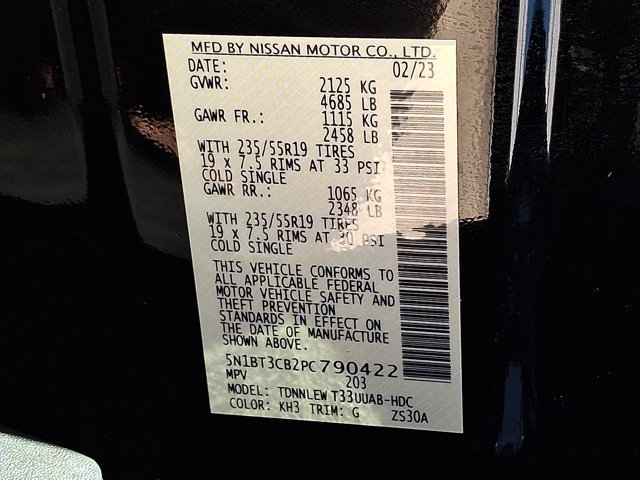 MFD BY NISSAN MOTOR CO., LTD.
DATE: 02/23
GVWR: 2125 KG
4685 LB
GAWR FR.: 1115 KG
2458 LB
WITH 235/55R19 TIRES
19 X 7.5 RIMS AT 33 PSI
COLD SINGLE
GAWR RR.: 1065 KG
2348 LB
WITH 235/55R19 TIRES
19 X 7.5 RIMS AT 30 PSI
COLD SINGLE
THIS VEHICLE CONFORMS TO
ALL APPLICABLE FEDERAL
MOTOR VEHICLE SAFETY AND
THEFT PREVENTION
STANDARDS IN EFFECT ON
THE DATE OF MANUFACTURE
SHOWN ABOVE.
5N1BT3CB2PC790422
MPV 203
MODEL: TDNNLEW T33UUAB-HDC
COLOR: KH3 TRIM: G ZS30A